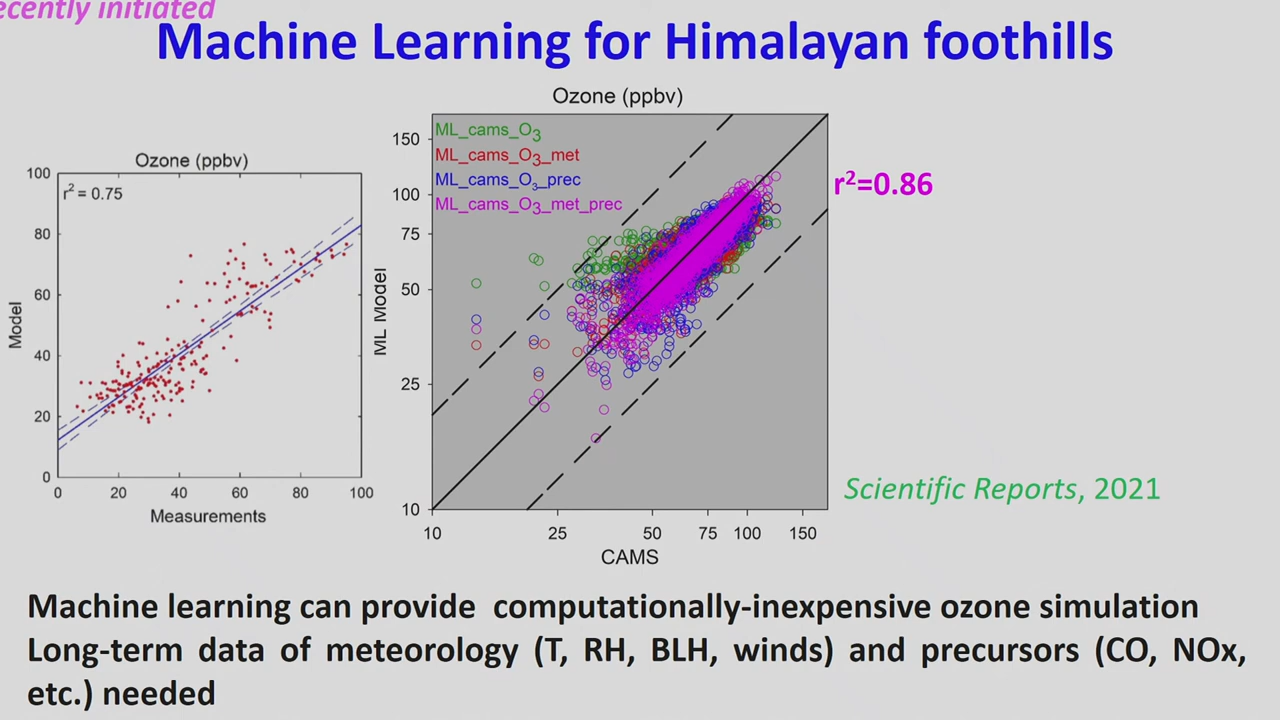 ecently initiated
Machine Learning for Himalayan foothills
Ozone (ppbv)
r² = 0.75
100
80
60
40
20
0
Model
0 20 40 60 80 100
Measurements
Ozone (ppbv)
ML_cams_O₃
ML_cams_O₃_met
ML_cams_O₃_prec
ML_cams_O₃_met_prec
150
100
75
50
25
10
ML Model
10 25 50 75 100 150
CAMS
r²=0.86
Scientific Reports, 2021
Machine learning can provide computationally-inexpensive ozone simulation
Long-term data of meteorology (T, RH, BLH, winds) and precursors (CO, NOx,
etc.) needed